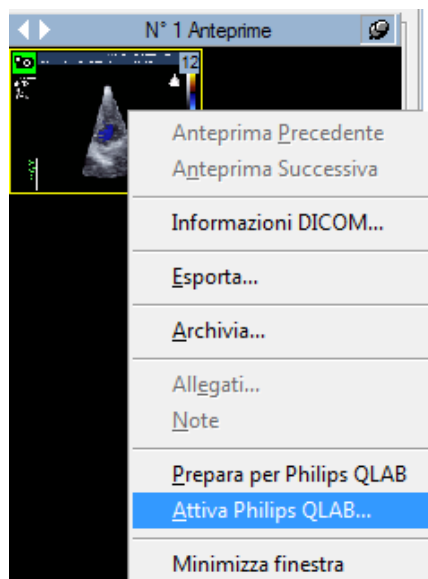 N° 1 Anteprime
12
Anteprima Precedente
Anteprima Successiva
Informazioni DICOM...
Esporta...
Archivia...
Allegati...
Note
Prepara per Philips QLAB
Attiva Philips QLAB...
Minimizza finestra